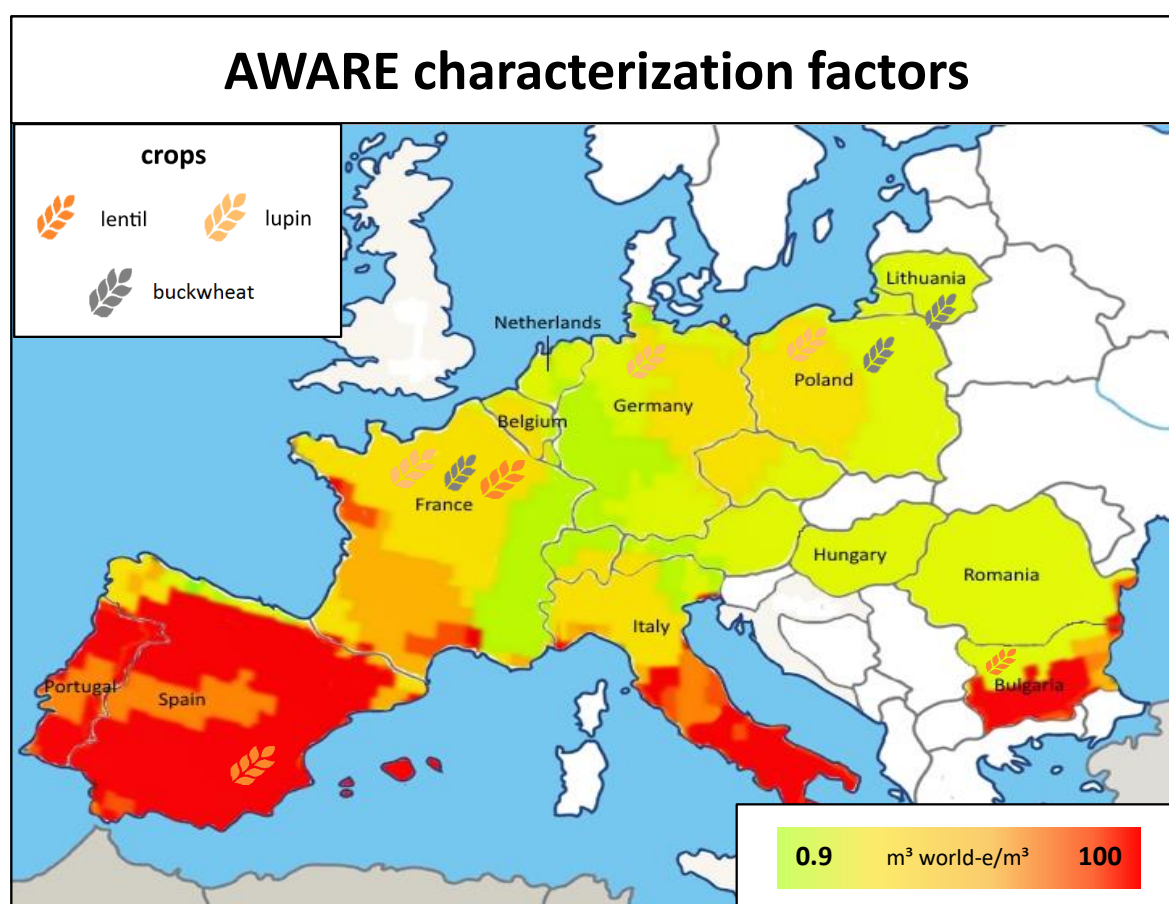 AWARE characterization factors
crops
lentil
lupin
buckwheat
Lithuania
Netherlands
Poland
Germany
Belgium
France
Hungary
Romania
Italy
Portugal
Spain
Bulgaria
0.9 m³ world-e/m³ 100